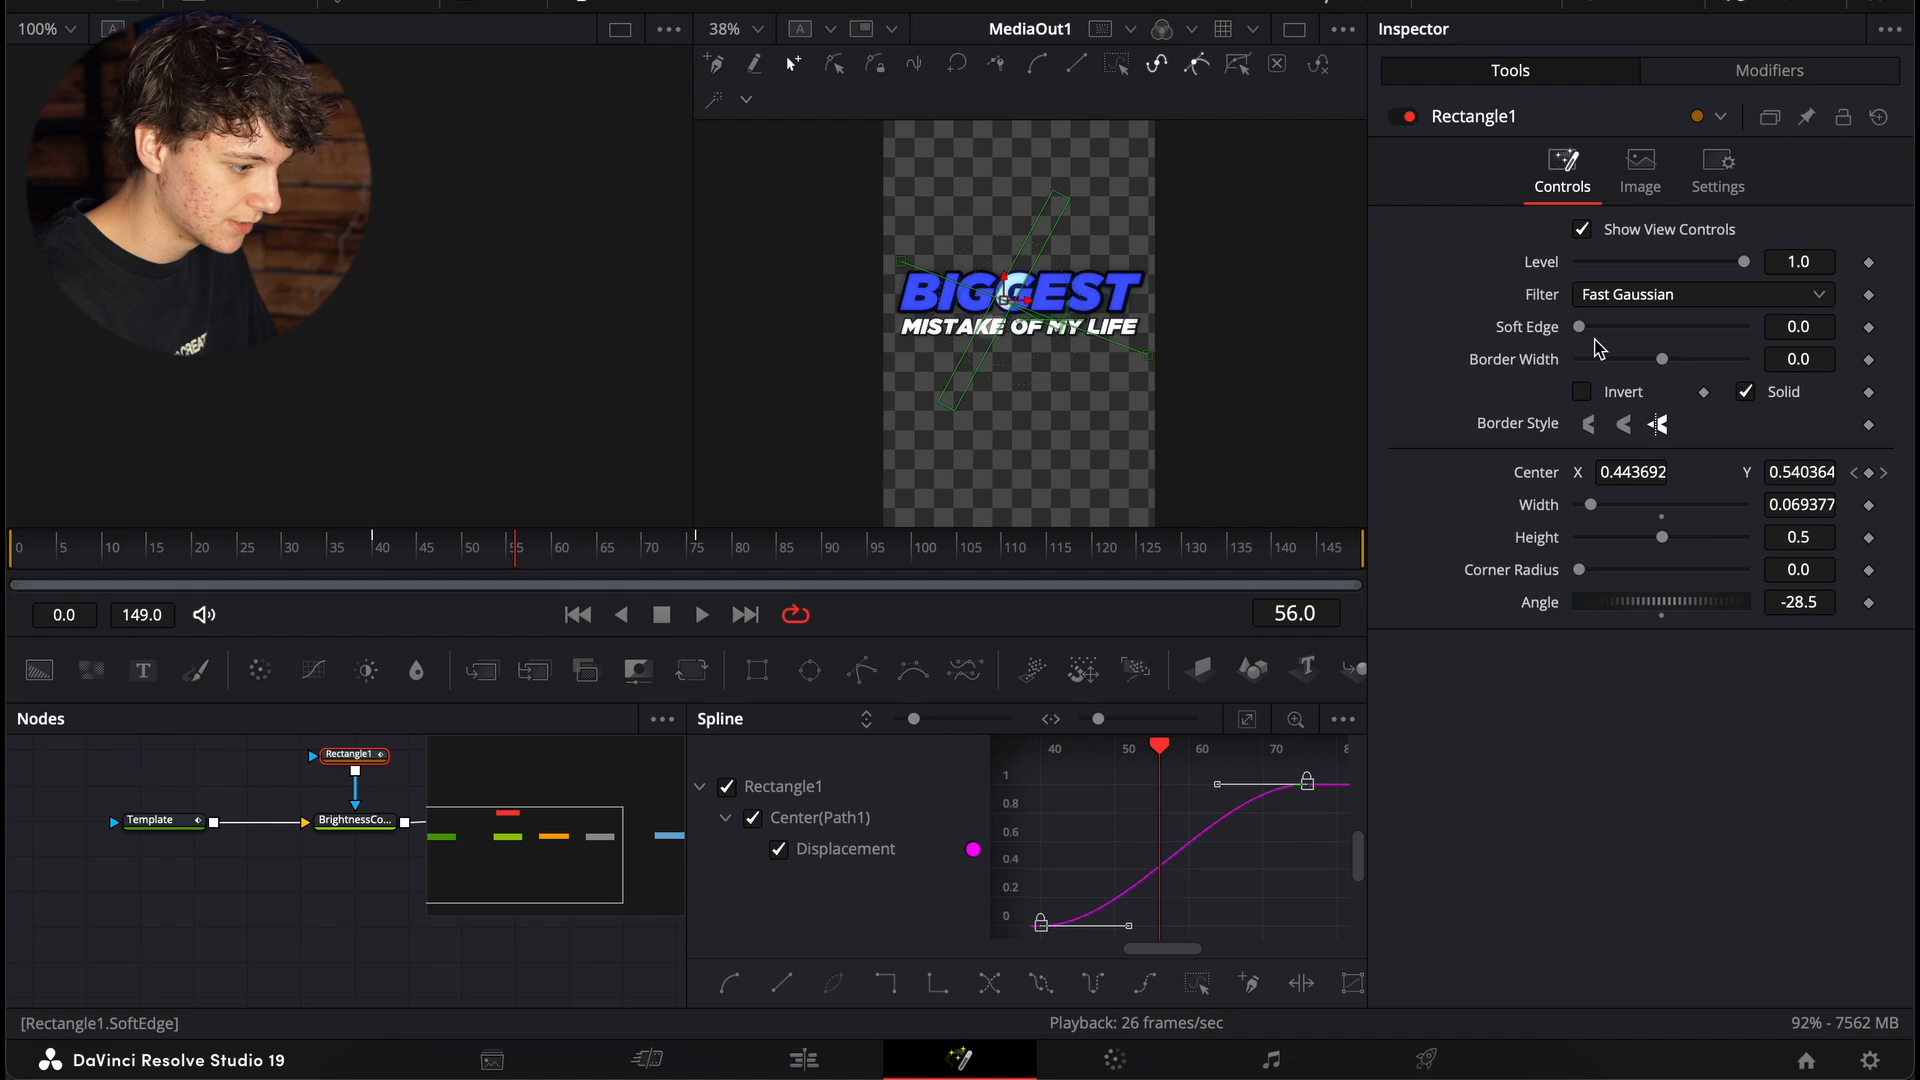 100%
38%
MediaOut1
Inspector
Tools
Modifiers
Rectangle1
Controls
Image
Settings
Show View Controls
Level
1.0
Filter
Fast Gaussian
Soft Edge
0.0
Border Width
0.0
Invert
Solid
Border Style
Center
X
0.443692
Y
0.540364
Width
0.069377
Height
0.5
Corner Radius
0.0
Angle
-28.5
BIGGEST
MISTAKE OF MY LIFE
0 5 10 15 20 25 30 35 40 45 50 55 60 65 70 75 80 85 90 95 100 105 110 115 120 125 130 135 140 145
0.0
149.0
56.0
Nodes
Spline
Rectangle1
Template
BrightnessCo...
Rectangle1
Center(Path1)
Displacement
40 50 60 70 8
1
0.8
0.6
0.4
0.2
0
[Rectangle1.SoftEdge]
Playback: 26 frames/sec
92% - 7562 MB
DaVinci Resolve Studio 19